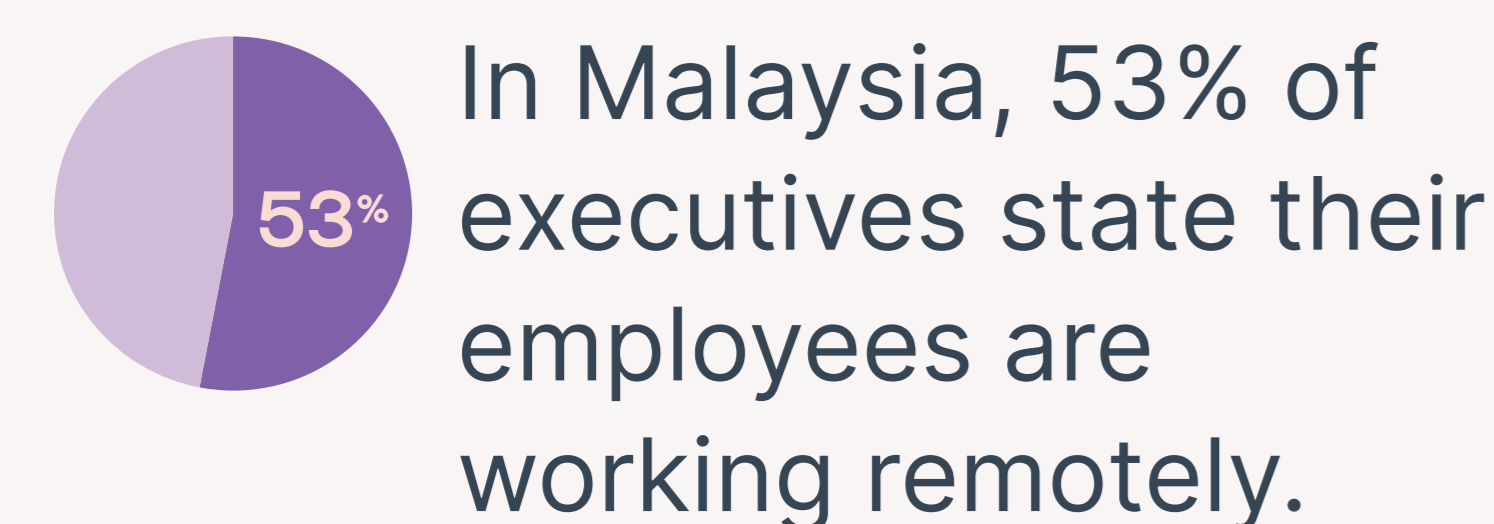 53%
In Malaysia, 53% of
executives state their
employees are
working remotely.